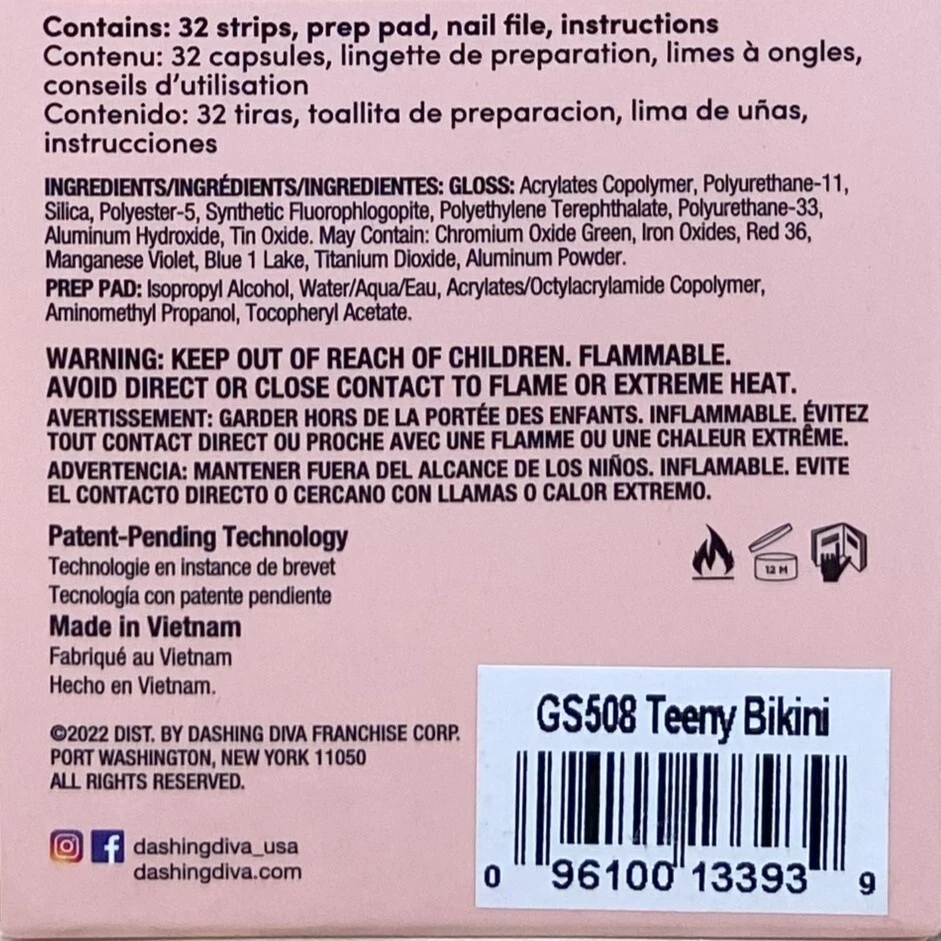 Contains: 32 strips, prep pad, nail file, instructions
Contenu: 32 capsules, lingette de preparation, limes à ongles,
conseils d'utilisation
Contenido: 32 tiras, toallita de preparacion, lima de uñas,
instrucciones
INGREDIENTS/INGRÉDIENTS/INGREDIENTES: GLOSS: Acrylates Copolymer, Polyurethane-11,
Silica, Polyester-5, Synthetic Fluorophlogopite, Polyethylene Terephthalate, Polyurethane-33,
Aluminum Hydroxide, Tin Oxide. May Contain: Chromium Oxide Green, Iron Oxides, Red 36,
Manganese Violet, Blue 1 Lake, Titanium Dioxide, Aluminum Powder.
PREP PAD: Isopropyl Alcohol, Water/Aqua/Eau, Acrylates/Octylacrylamide Copolymer,
Aminomethyl Propanol, Tocopheryl Acetate.
WARNING: KEEP OUT OF REACH OF CHILDREN. FLAMMABLE.
AVOID DIRECT OR CLOSE CONTACT TO FLAME OR EXTREME HEAT.
AVERTISSEMENT: GARDER HORS DE LA PORTÉE DES ENFANTS. INFLAMMABLE. ÉVITEZ
TOUT CONTACT DIRECT OU PROCHE AVEC UNE FLAMME OU UNE CHALEUR EXTRÊME.
ADVERTENCIA: MANTENER FUERA DEL ALCANCE DE LOS NIÑOS. INFLAMABLE. EVITE
EL CONTACTO DIRECTO O CERCANO CON LLAMAS O CALOR EXTREMO.
Patent-Pending Technology
Technologie en instance de brevet
Tecnología con patente pendiente
12 M
Made in Vietnam
Fabriqué au Vietnam
Hecho en Vietnam.
©2022 DIST. BY DASHING DIVA FRANCHISE CORP.
PORT WASHINGTON, NEW YORK 11050
ALL RIGHTS RESERVED.
dashingdiva_usa
dashingdiva.com
GS508 Teeny Bikini
0 96100 13393 9